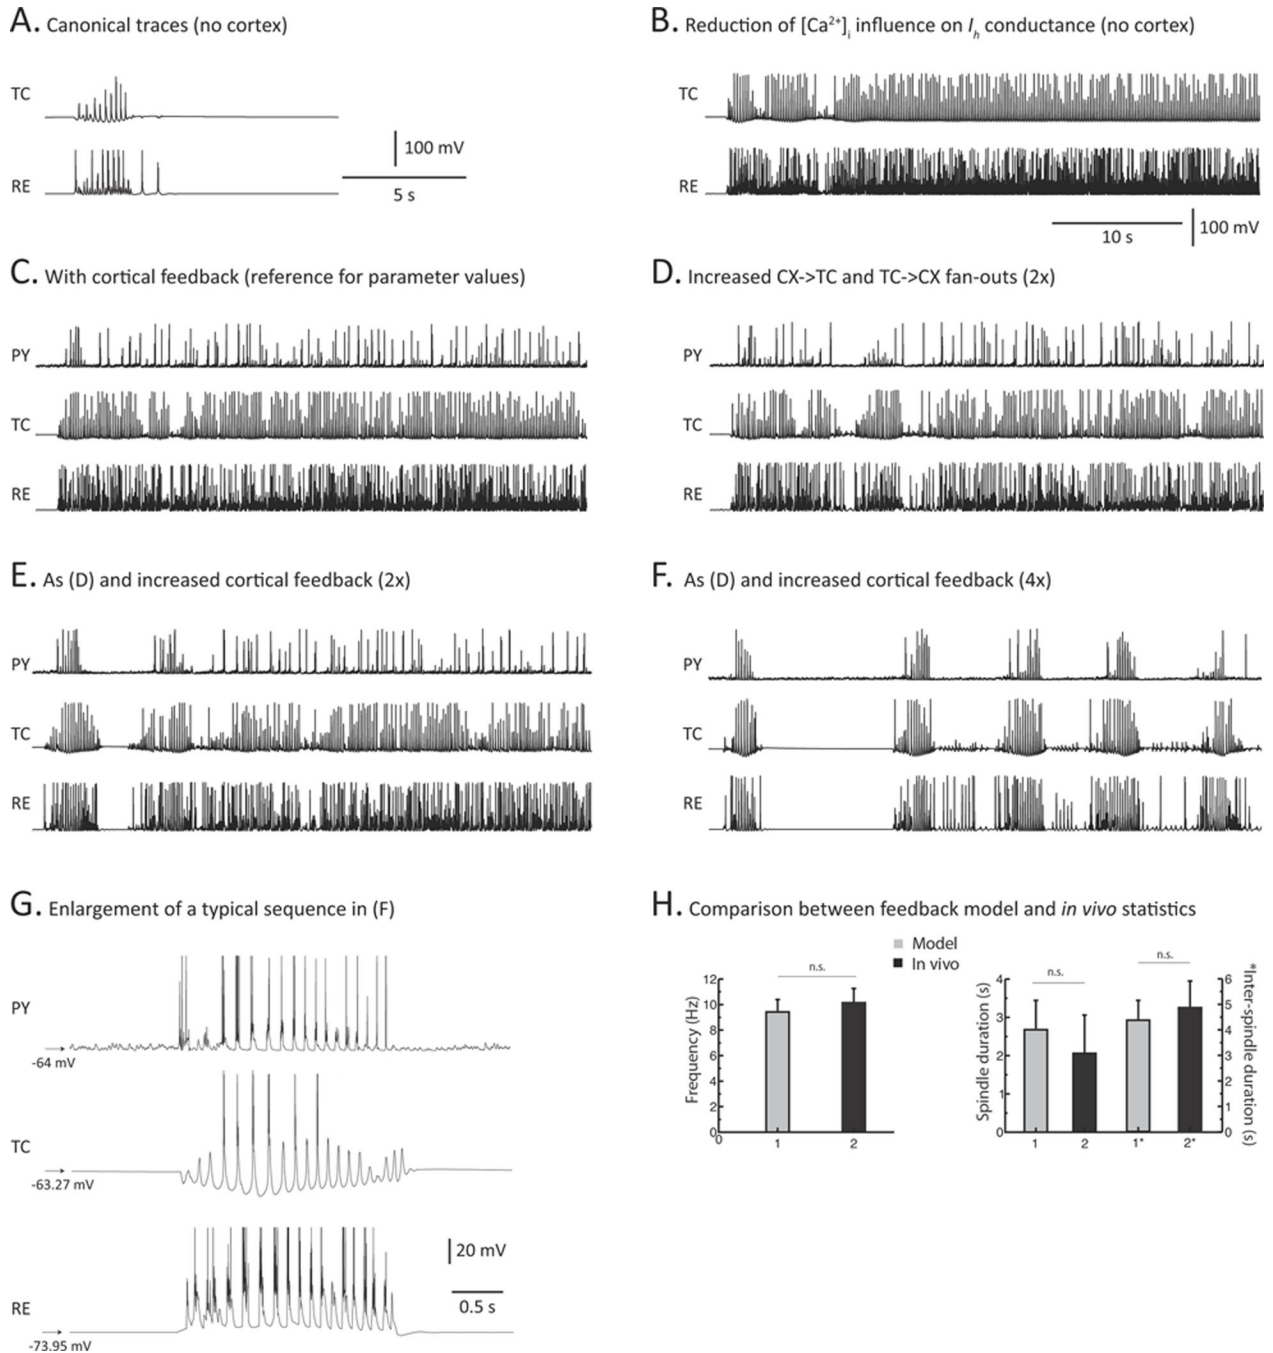 A. Canonical traces (no cortex)
TC
RE
100 mV
5 s
B. Reduction of [Ca2+]i influence on Ih conductance (no cortex)
TC
RE
10 s
100 mV
C. With cortical feedback (reference for parameter values)
PY
TC
RE
D. Increased CX->TC and TC->CX fan-outs (2x)
PY
TC
RE
E. As (D) and increased cortical feedback (2x)
PY
TC
RE
F. As (D) and increased cortical feedback (4x)
PY
TC
RE
G. Enlargement of a typical sequence in (F)
PY
-64 mV
TC
-63.27 mV
RE
-73.95 mV
20 mV
0.5 s
H. Comparison between feedback model and in vivo statistics
Model
In vivo
Frequency (Hz)
12
10
8
6
4
2
0
0
n.s.
1
2
Spindle duration (s)
4
3
2
1
0
n.s.
n.s.
1
2
1*
2*
6
5
4
3
2
1
0
*Inter-spindle duration (s)